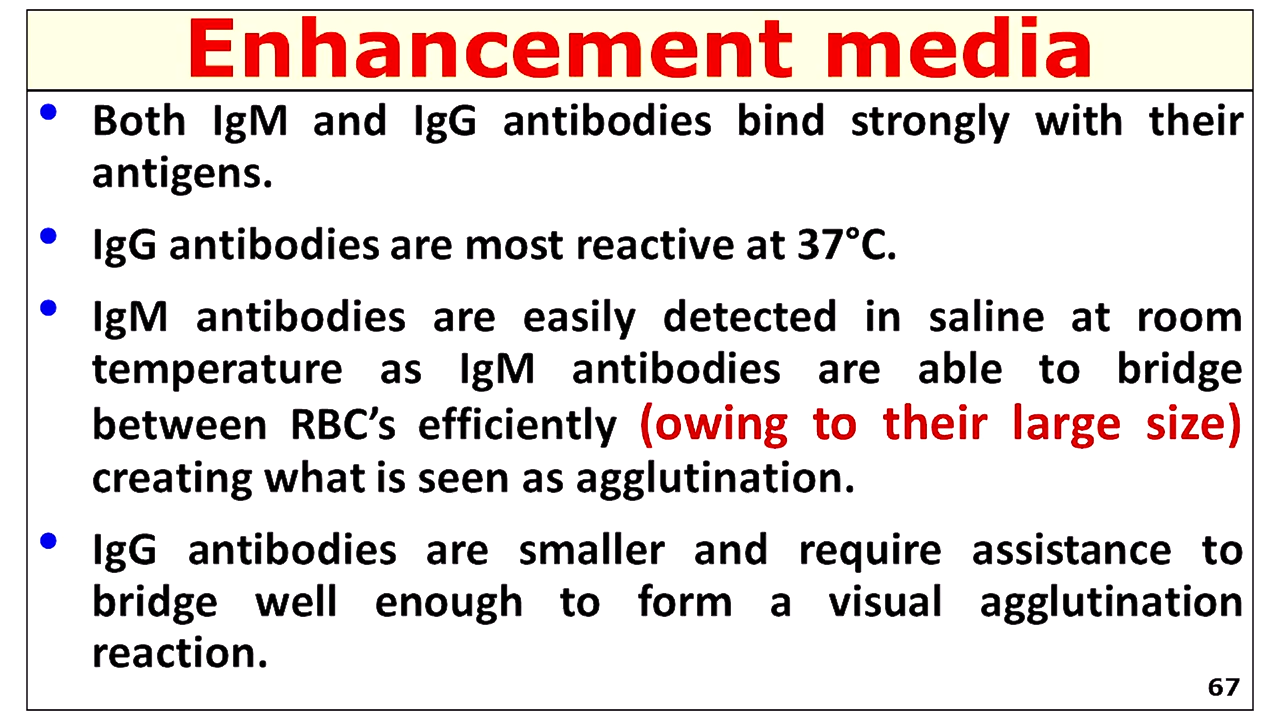 Enhancement media
• Both IgM and IgG antibodies bind strongly with their
antigens.
• IgG antibodies are most reactive at 37°C.
• IgM antibodies are easily detected in saline at room
temperature as IgM antibodies are able to bridge
between RBC’s efficiently (owing to their large size)
creating what is seen as agglutination.
• IgG antibodies are smaller and require assistance to
bridge well enough to form a visual agglutination
reaction.
67